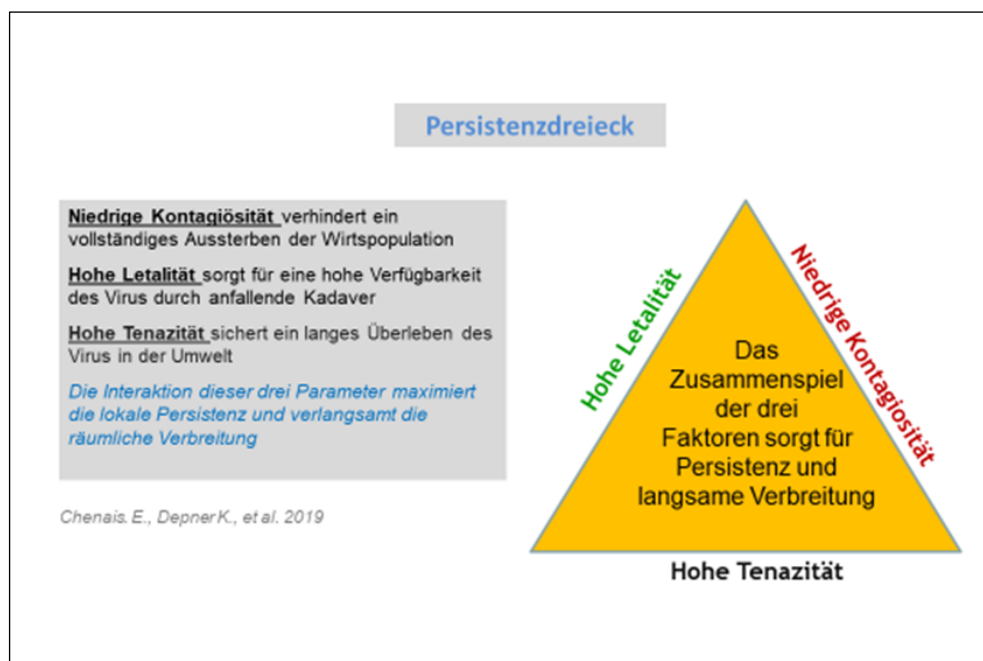 Persistenzdreieck
Niedrige Kontagiösität verhindert ein
vollständiges Aussterben der Wirtspopulation
Hohe Letalität sorgt für eine hohe Verfügbarkeit
des Virus durch anfallende Kadaver
Hohe Tenazität sichert ein langes Überleben des
Virus in der Umwelt
Die Interaktion dieser drei Parameter maximiert
die lokale Persistenz und verlangsamt die
räumliche Verbreitung
Chenais. E., Depner K., et al. 2019
Hohe Letalität
Niedrige Kontagiosität
Das
Zusammenspiel
der drei
Faktoren sorgt für
Persistenz und
langsame Verbreitung
Hohe Tenazität